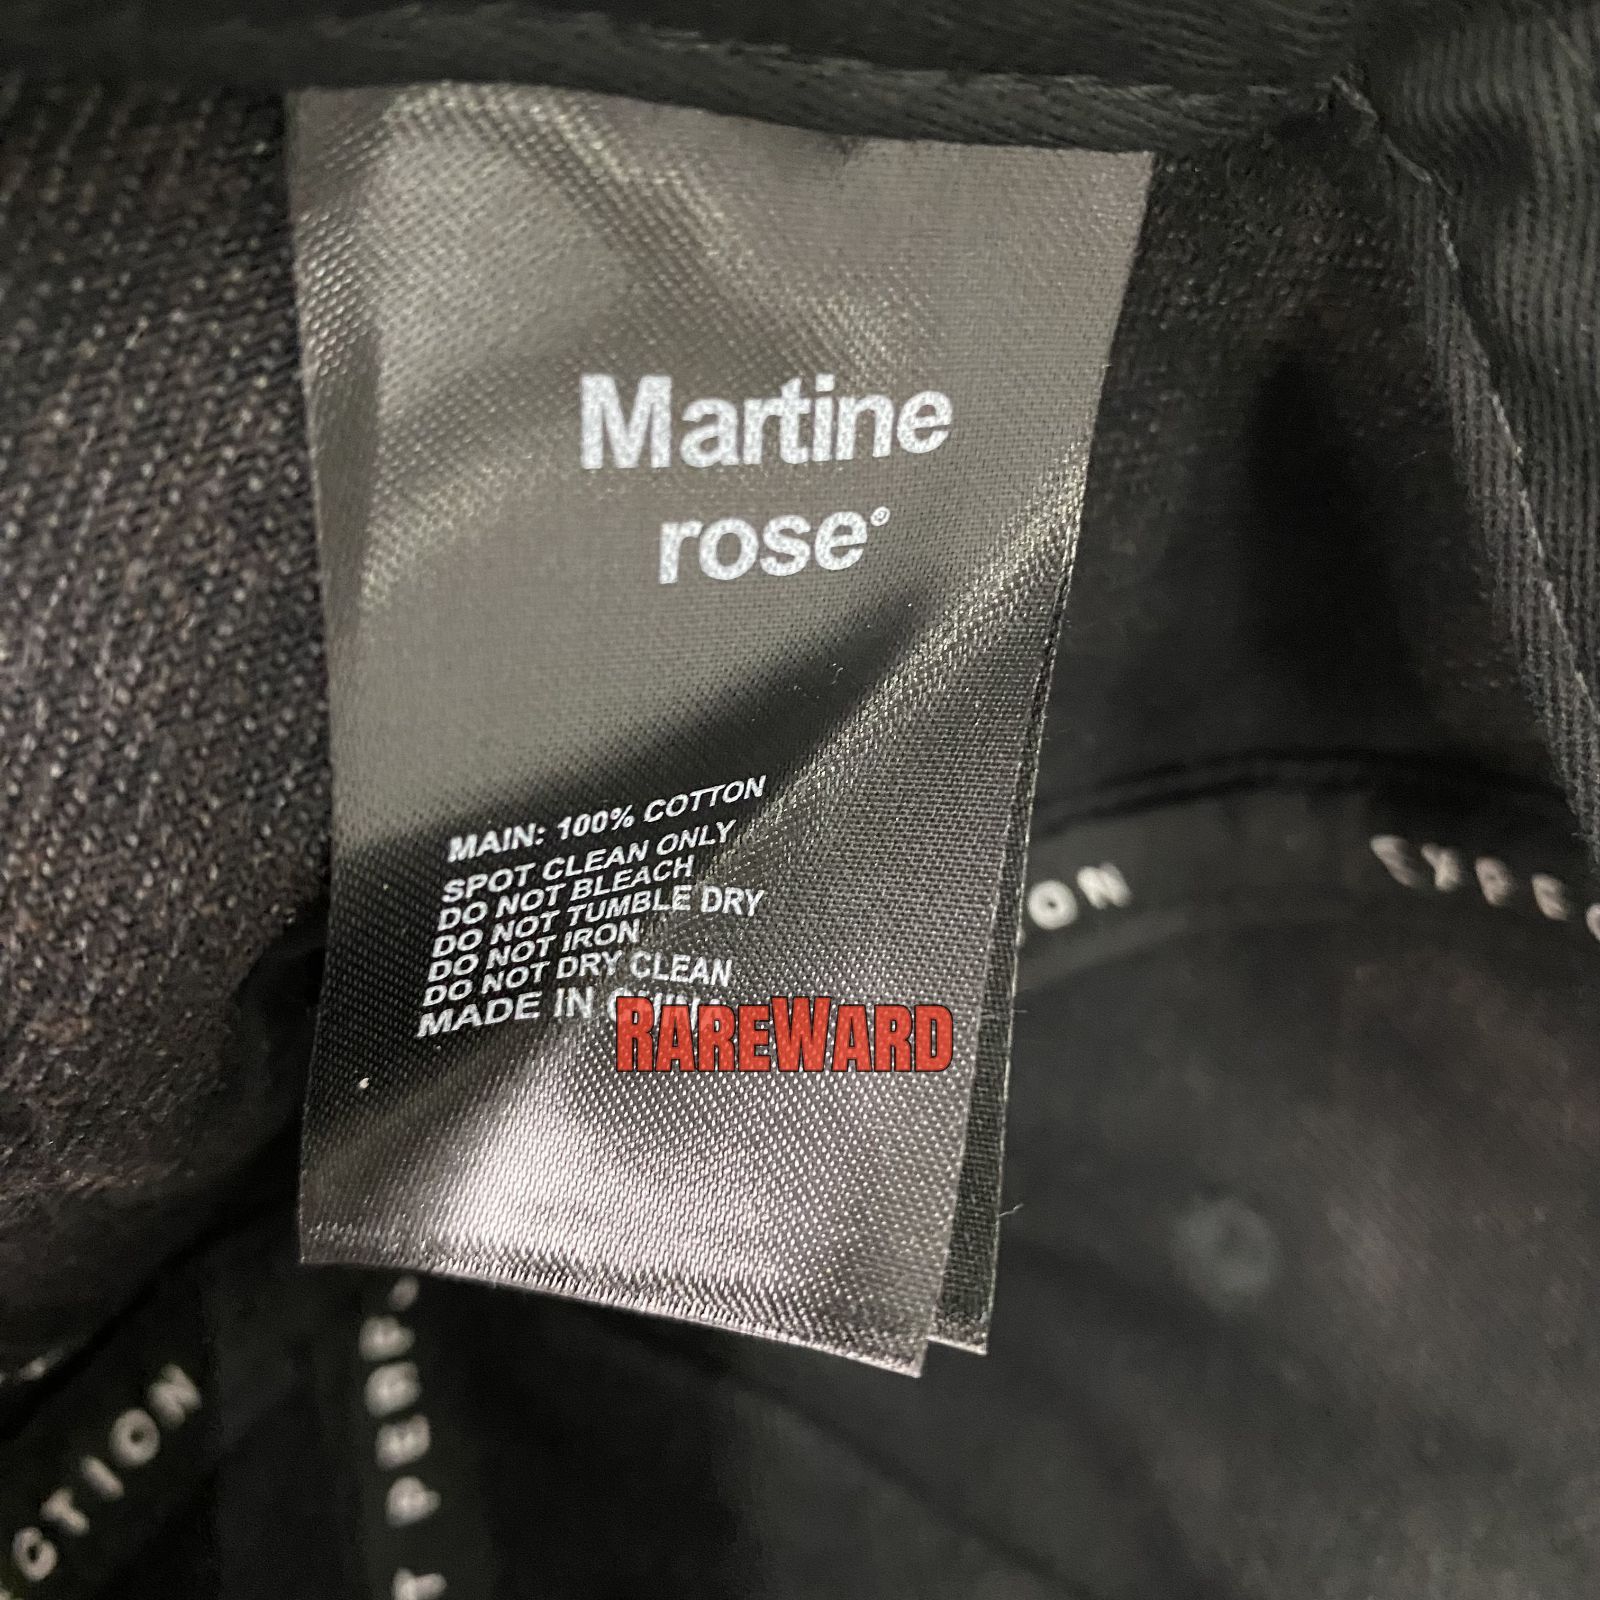 Martine
rose®
MAIN: 100% COTTON
SPOT CLEAN ONLY
DO NOT BLEACH
DO NOT TUMBLE DRY
DO NOT IRON
DO NOT DRY CLEAN
MADE IN CHINA
RAREWARD